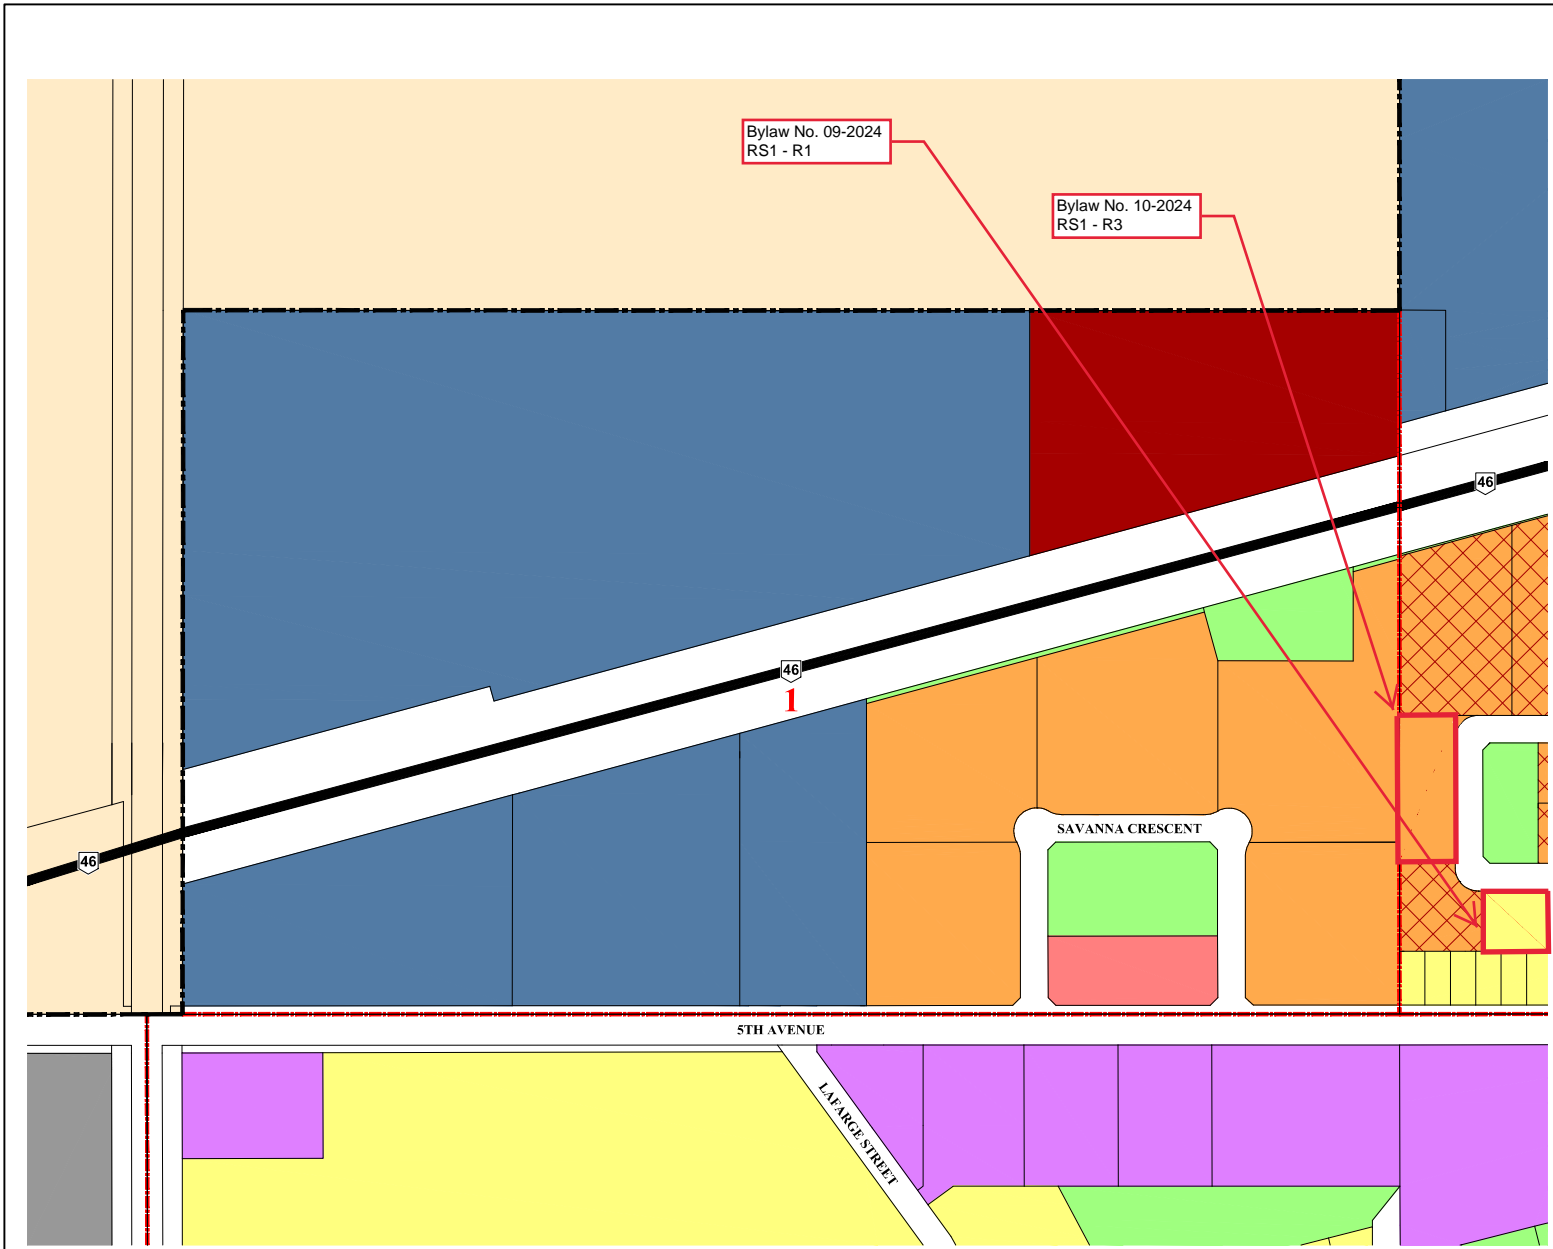 Bylaw No. 09-2024
RS1 - R1
Bylaw No. 10-2024
RS1 - R3
46
46
1
SAVANNA CRESCENT
46
5TH AVENUE
LAFARGE STREET